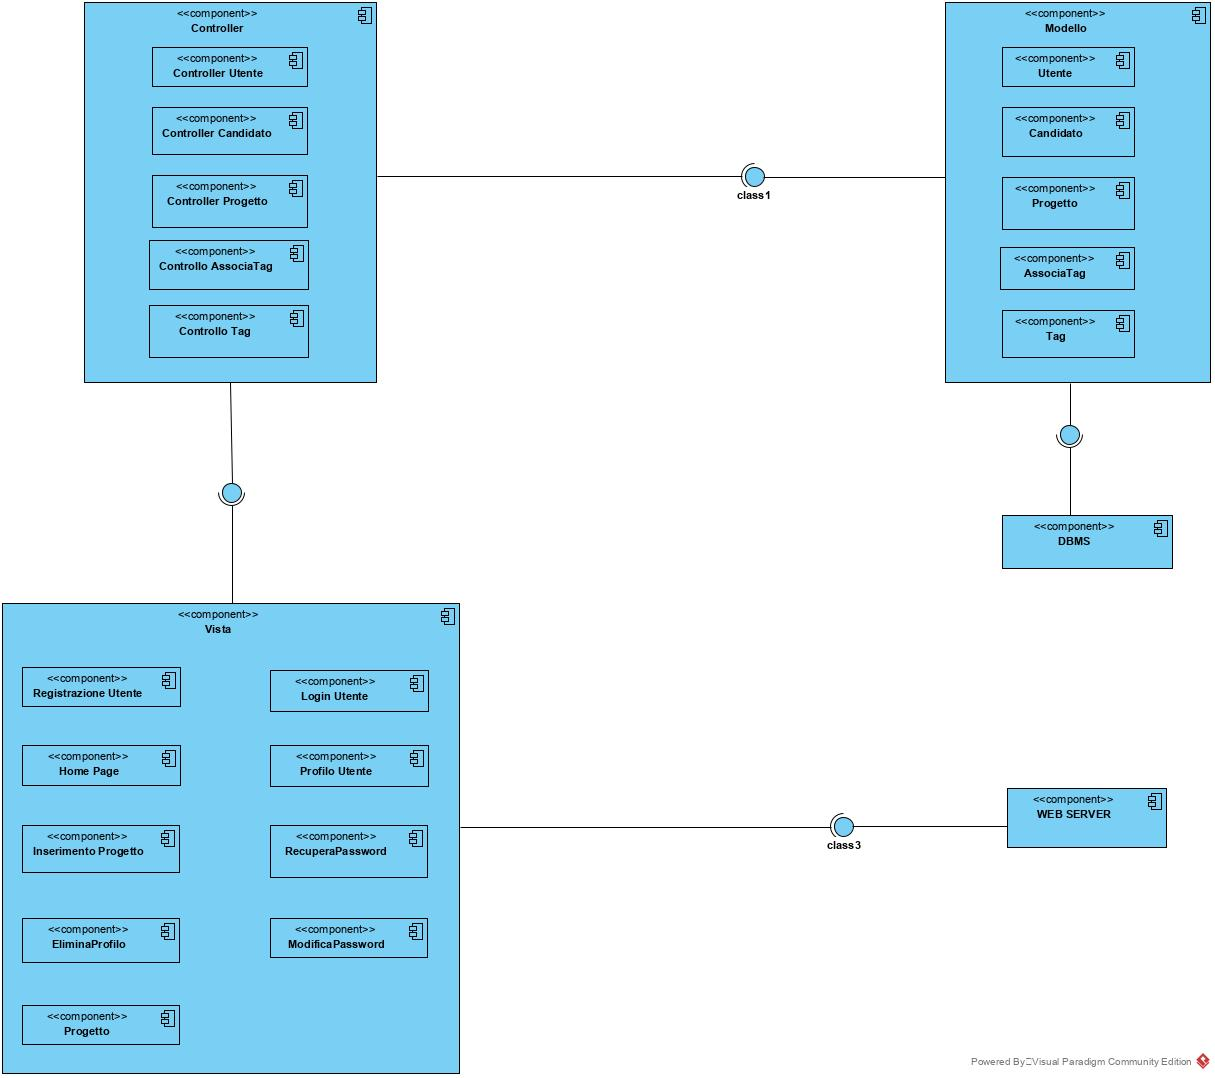 <<component>>
Controller
<<component>>
Controller Utente
<<component>>
Controller Candidato
<<component>>
Controller Progetto
<<component>>
Controllo AssociaTag
<<component>>
Controllo Tag
class1
<<component>>
Modello
<<component>>
Utente
<<component>>
Candidato
<<component>>
Progetto
<<component>>
AssociaTag
<<component>>
Tag
<<component>>
DBMS
<<component>>
Vista
<<component>>
Registrazione Utente
<<component>>
Login Utente
<<component>>
Home Page
<<component>>
Profilo Utente
<<component>>
Inserimento Progetto
<<component>>
RecuperaPassword
<<component>>
EliminaProfilo
<<component>>
ModificaPassword
<<component>>
Progetto
class3
<<component>>
WEB SERVER
Powered By Visual Paradigm Community Edition